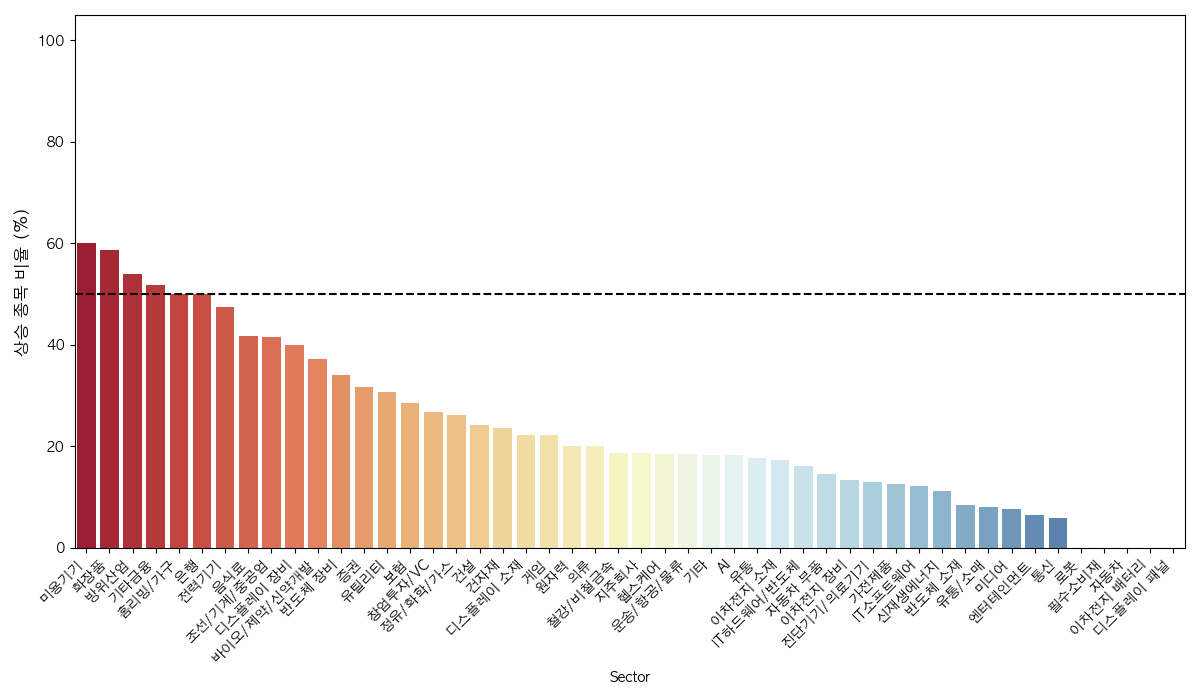 100
80
60
40
20
0
상승 종목 비율 (%)
미용기기
화장품
방위산업
기타금융
홈리빙/가구
은행
전력기기
음식료
조선/기계/중공업
디스플레이 장비
바이오/제약/신약개발
반도체 장비
증권
유틸리티
보험
창업투자/VC
정유/화학/가스
건설
건자재
디스플레이 소재
게임
원자력
의류
철강/비철금속
지주회사
헬스케어
운송/항공/물류
기타
AI
유통
이차전지 소재
IT하드웨어/반도체
자동차 부품
이차전지 장비
진단기기/의료기기
가전제품
IT소프트웨어
신재생에너지
반도체 소재
유통/소매
미디어
엔터테인먼트
통신
로봇
필수소비재
자동차
이차전지 배터리
디스플레이 패널
Sector